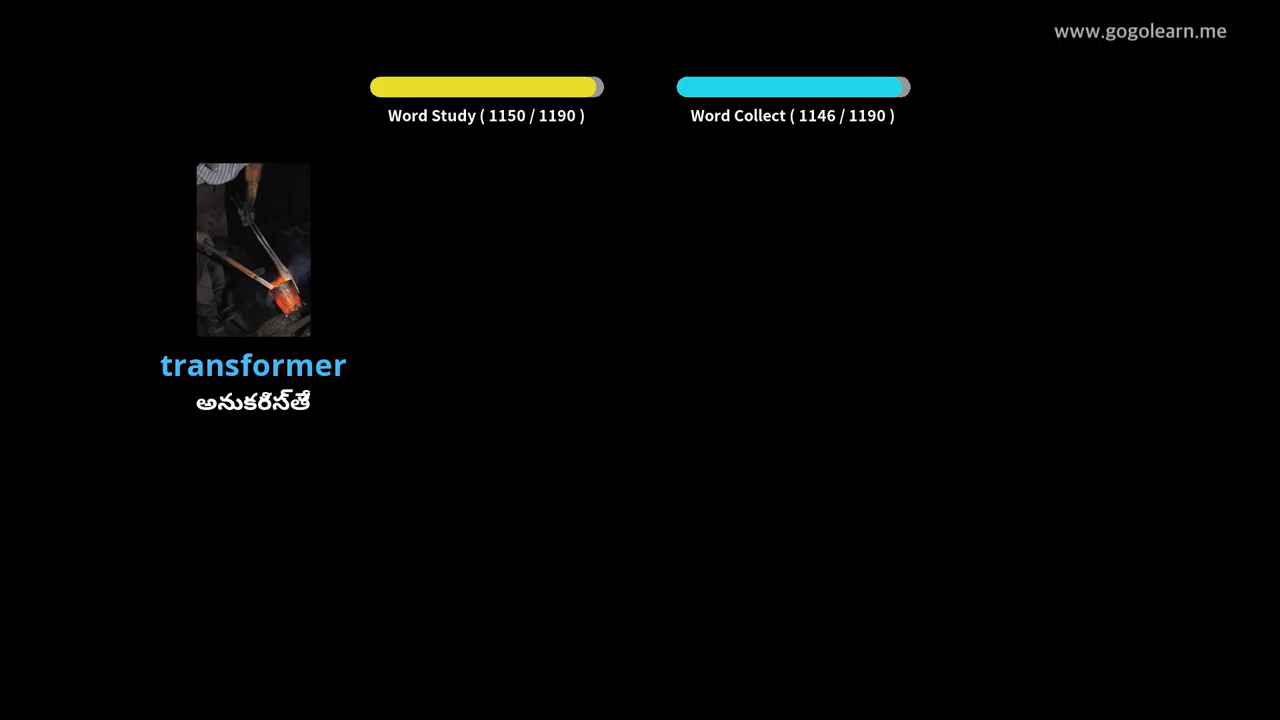 www.gogolearn.me
Word Study ( 1150 / 1190 )
Word Collect ( 1146 / 1190 )
transformer
అనుకరిస్‌తే